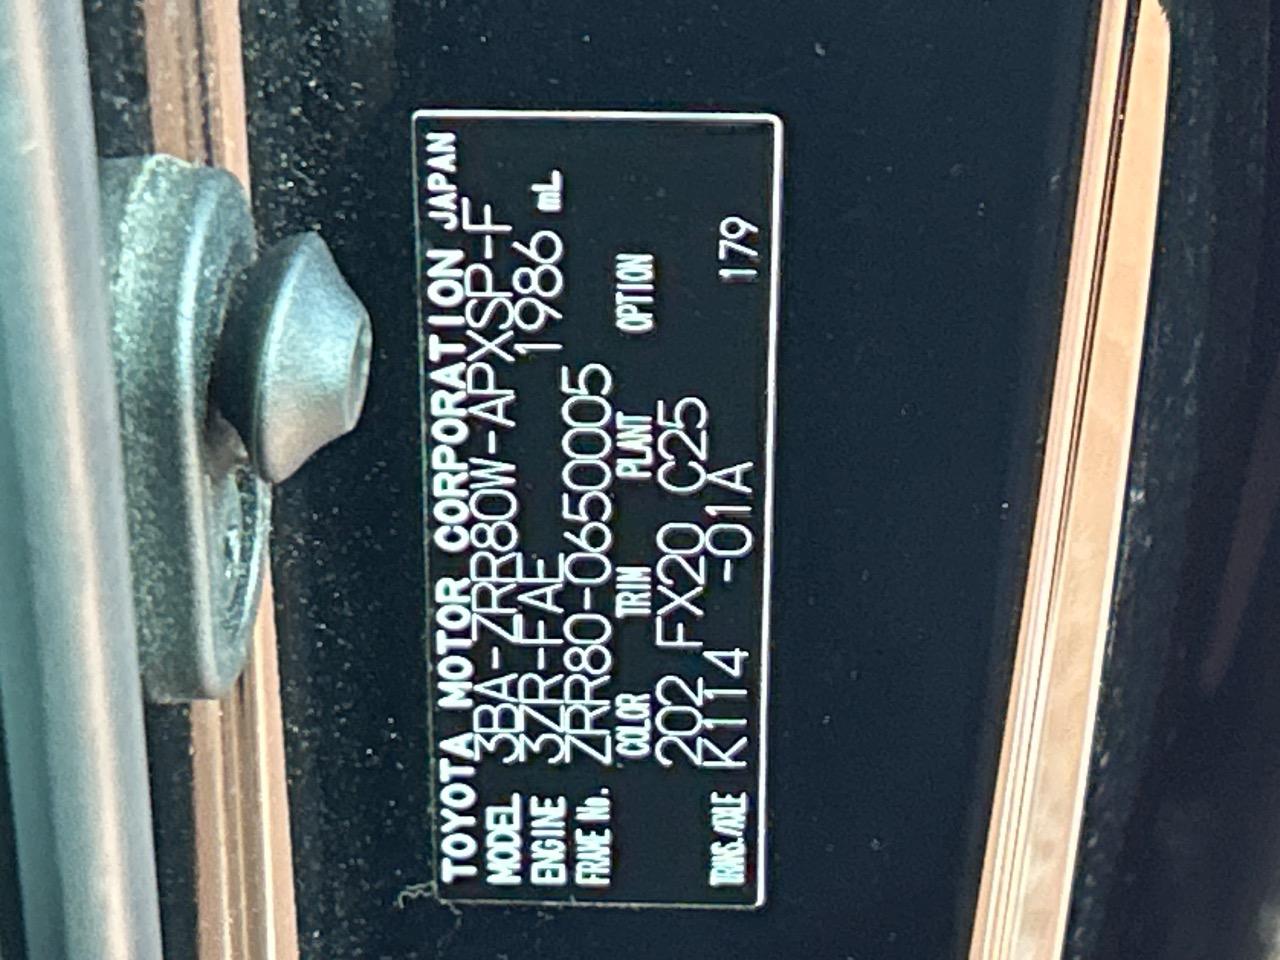 TOYOTA MOTOR CORPORATION JAPAN
MODEL 3BA-ZRR80W-APXSP-F
ENGINE 3ZR-FAE 1986 mL
FRAME No. ZRR80-0650005
COLOR TRIM PLANT OPTION
202 FX20 C25
TRANS./AXLE K114 -01A 179